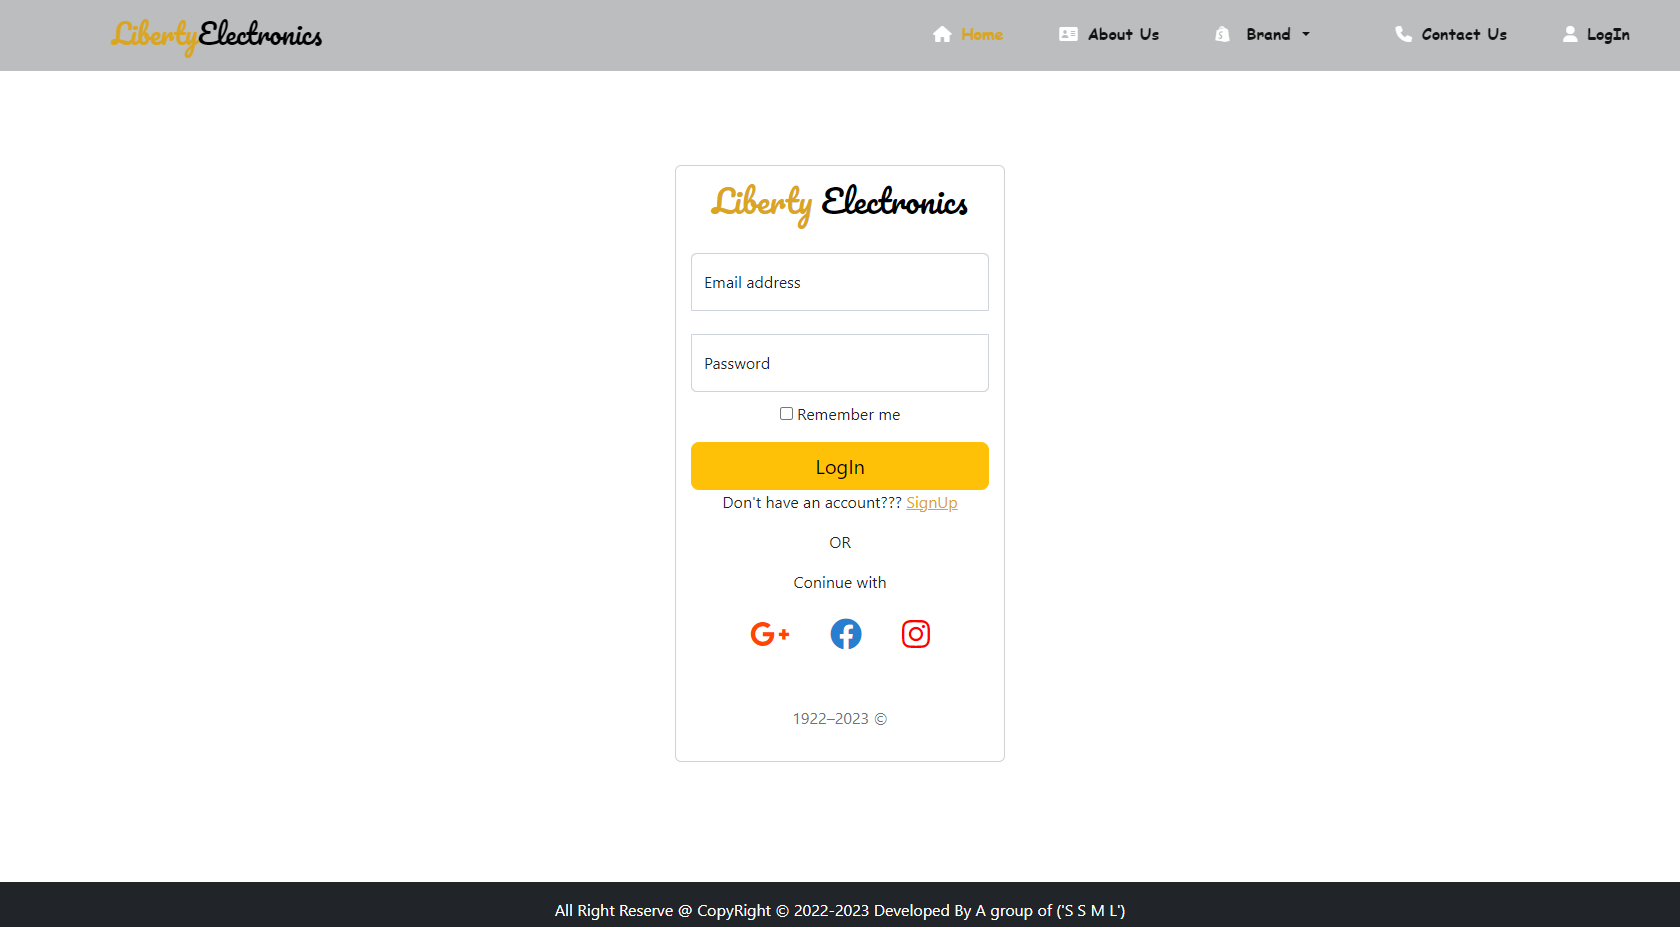 LibertyElectronics Home About Us Brand Contact Us LogIn
Liberty Electronics
Email address
Password
Remember me
LogIn
Don't have an account??? SignUp
OR
Coninue with
G+
1922–2023 ©
All Right Reserve @ CopyRight © 2022-2023 Developed By A group of ('S S M L')